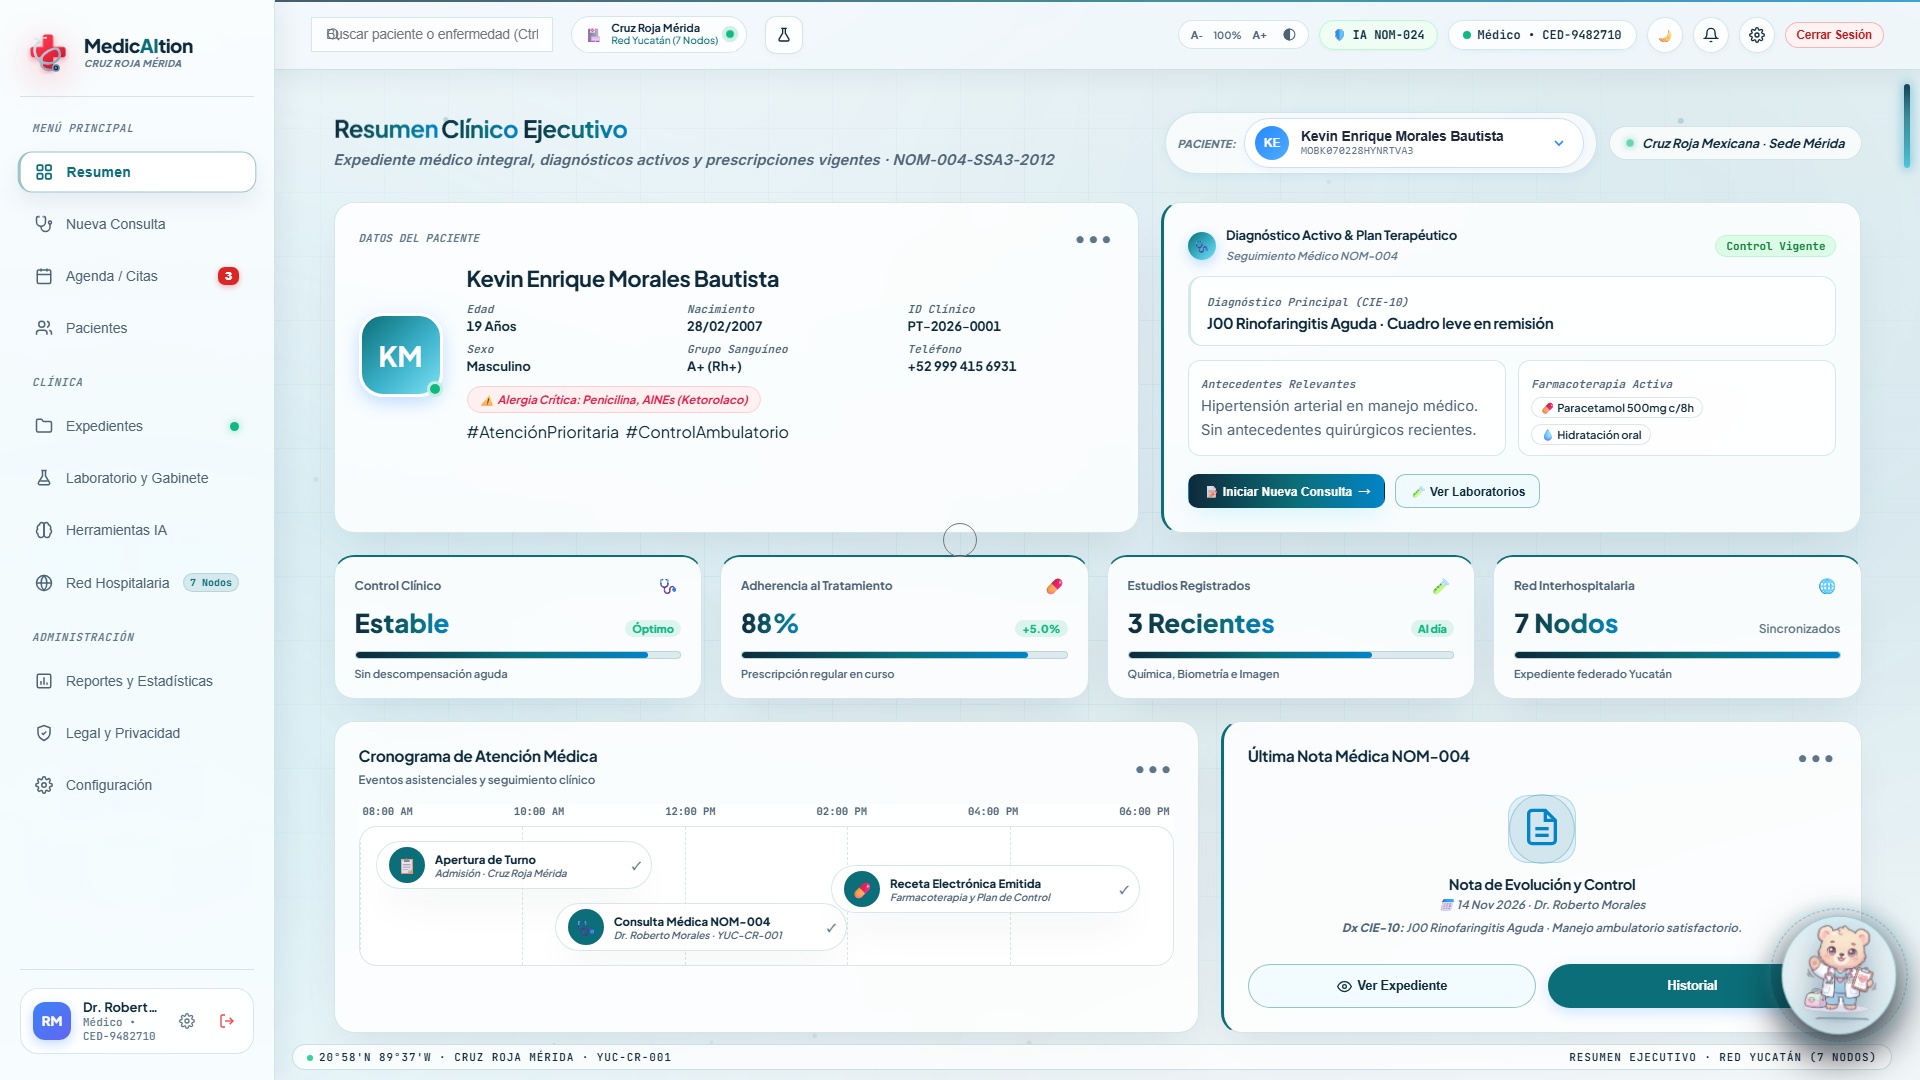 MedicAItion
CRUZ ROJA MÉRIDA
MENÚ PRINCIPAL
Resumen
Nueva Consulta
Agenda / Citas
3
Pacientes
CLÍNICA
Expedientes
Laboratorio y Gabinete
Herramientas IA
Red Hospitalaria
7 Nodos
ADMINISTRACIÓN
Reportes y Estadísticas
Legal y Privacidad
Configuración
RM
Dr. Robert...
Médico •
CED-9482710
Buscar paciente o enfermedad (Ctrl
Cruz Roja Mérida
Red Yucatán (7 Nodos)
A-
100%
A+
IA NOM-024
Médico • CED-9482710
Cerrar Sesión
Resumen Clínico Ejecutivo
Expediente médico integral, diagnósticos activos y prescripciones vigentes · NOM-004-SSA3-2012
PACIENTE:
KE
Kevin Enrique Morales Bautista
MOBK070228HYNRTVA3
Cruz Roja Mexicana · Sede Mérida
DATOS DEL PACIENTE
KM
Kevin Enrique Morales Bautista
Edad
19 Años
Nacimiento
28/02/2007
ID Clínico
PT-2026-0001
Sexo
Masculino
Grupo Sanguíneo
A+ (Rh+)
Teléfono
+52 999 415 6931
Alergia Crítica: Penicilina, AINEs (Ketorolaco)
#AtenciónPrioritaria #ControlAmbulatorio
Diagnóstico Activo & Plan Terapéutico
Seguimiento Médico NOM-004
Control Vigente
Diagnóstico Principal (CIE-10)
J00 Rinofaringitis Aguda · Cuadro leve en remisión
Antecedentes Relevantes
Hipertensión arterial en manejo médico.
Sin antecedentes quirúrgicos recientes.
Farmacoterapia Activa
Paracetamol 500mg c/8h
Hidratación oral
Iniciar Nueva Consulta →
Ver Laboratorios
Control Clínico
Estable
Óptimo
Sin descompensación aguda
Adherencia al Tratamiento
88%
+5.0%
Prescripción regular en curso
Estudios Registrados
3 Recientes
Al día
Química, Biometría e Imagen
Red Interhospitalaria
7 Nodos
Sincronizados
Expediente federado Yucatán
Cronograma de Atención Médica
Eventos asistenciales y seguimiento clínico
08:00 AM
10:00 AM
12:00 PM
02:00 PM
04:00 PM
06:00 PM
Apertura de Turno
Admisión · Cruz Roja Mérida
✓
Receta Electrónica Emitida
Farmacoterapia y Plan de Control
✓
Consulta Médica NOM-004
Dr. Roberto Morales · YUC-CR-001
✓
Última Nota Médica NOM-004
Nota de Evolución y Control
14 Nov 2026 · Dr. Roberto Morales
Dx CIE-10: J00 Rinofaringitis Aguda · Manejo ambulatorio satisfactorio.
Ver Expediente
Historial
20°58'N 89°37'W · CRUZ ROJA MÉRIDA · YUC-CR-001
RESUMEN EJECUTIVO · RED YUCATÁN (7 NODOS)